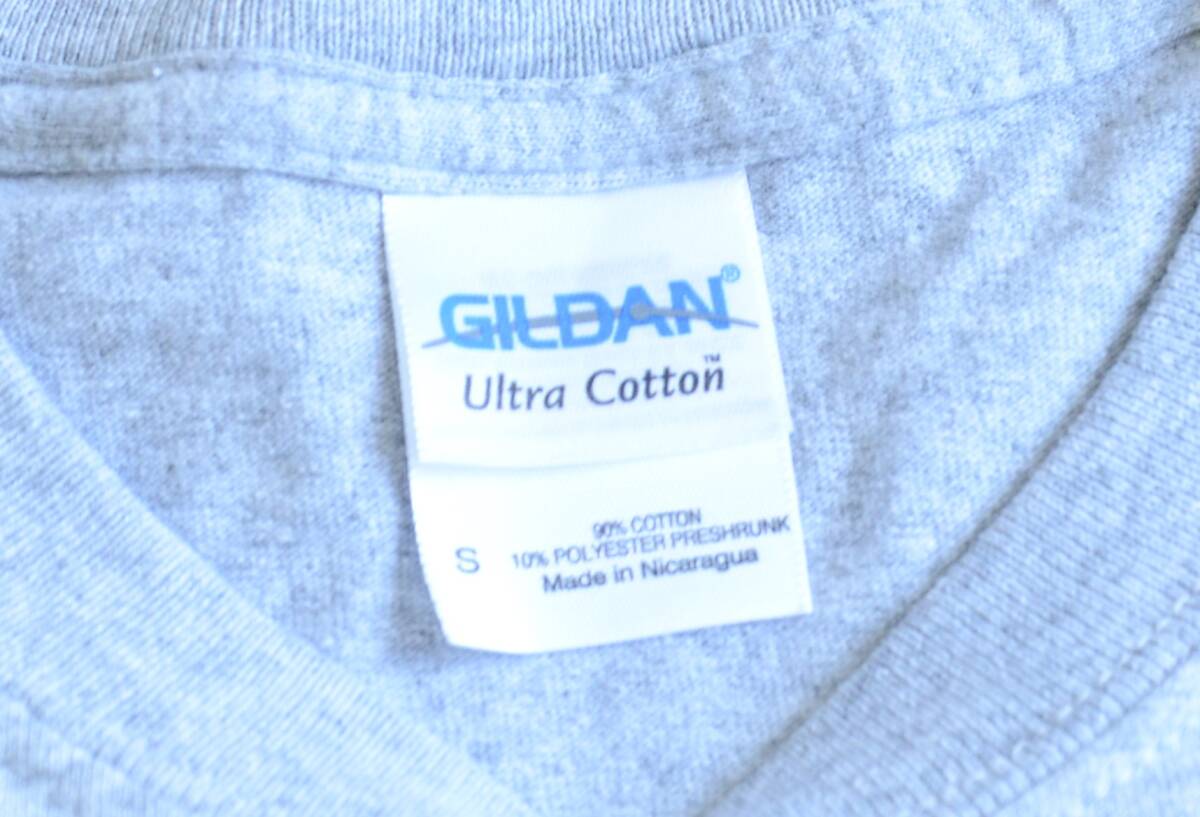 GILDAN®
Ultra Cotton™
S
90% COTTON
10% POLYESTER PRESHRUNK
Made in Nicaragua